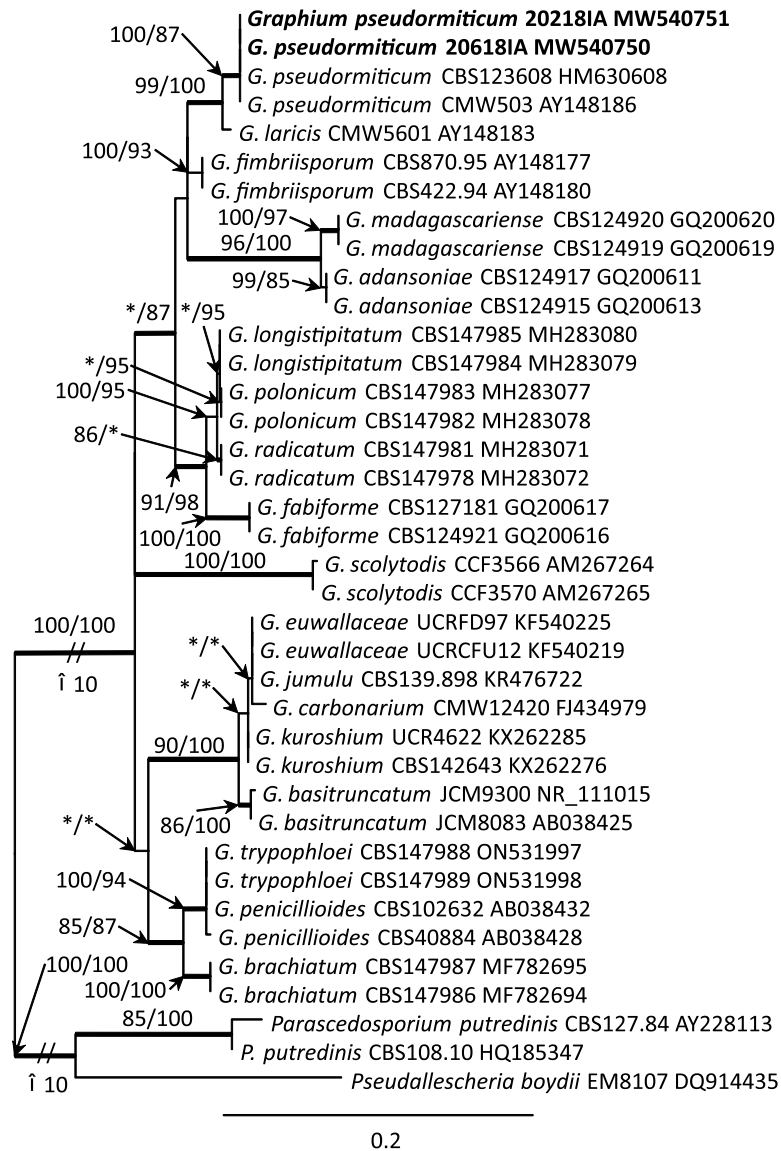 Graphium pseudormiticum 20218IA MW540751
100/87
G. pseudormiticum 20618IA MW540750
G. pseudormiticum CBS123608 HM630608
99/100
G. pseudormiticum CMW503 AY148186
G. laricis CMW5601 AY148183
100/93
G. fimbriisporum CBS870.95 AY148177
G. fimbriisporum CBS422.94 AY148180
100/97
G. madagascariense CBS124920 GQ200620
96/100
G. madagascariense CBS124919 GQ200619
99/85
G. adansoniae CBS124917 GQ200611
G. adansoniae CBS124915 GQ200613
*/87
*/95
G. longistipitatum CBS147985 MH283080
*/95
G. longistipitatum CBS147984 MH283079
100/95
G. polonicum CBS147983 MH283077
G. polonicum CBS147982 MH283078
86/*
G. radicatum CBS147981 MH283071
G. radicatum CBS147978 MH283072
91/98
G. fabiforme CBS127181 GQ200617
100/100
G. fabiforme CBS124921 GQ200616
100/100
G. scolytodis CCF3566 AM267264
G. scolytodis CCF3570 AM267265
100/100
G. euwallaceae UCRFD97 KF540225
*/*
G. euwallaceae UCRCFU12 KF540219
î 10
G. jumulu CBS139.898 KR476722
*/*
G. carbonarium CMW12420 FJ434979
G. kuroshium UCR4622 KX262285
90/100
G. kuroshium CBS142643 KX262276
G. basitruncatum JCM9300 NR_111015
*/*
86/100
G. basitruncatum JCM8083 AB038425
G. trypophloei CBS147988 ON531997
100/94
G. trypophloei CBS147989 ON531998
G. penicillioides CBS102632 AB038432
85/87
G. penicillioides CBS40884 AB038428
100/100
G. brachiatum CBS147987 MF782695
100/100
G. brachiatum CBS147986 MF782694
85/100
Parascedosporium putredinis CBS127.84 AY228113
P. putredinis CBS108.10 HQ185347
î 10
Pseudallescheria boydii EM8107 DQ914435
0.2